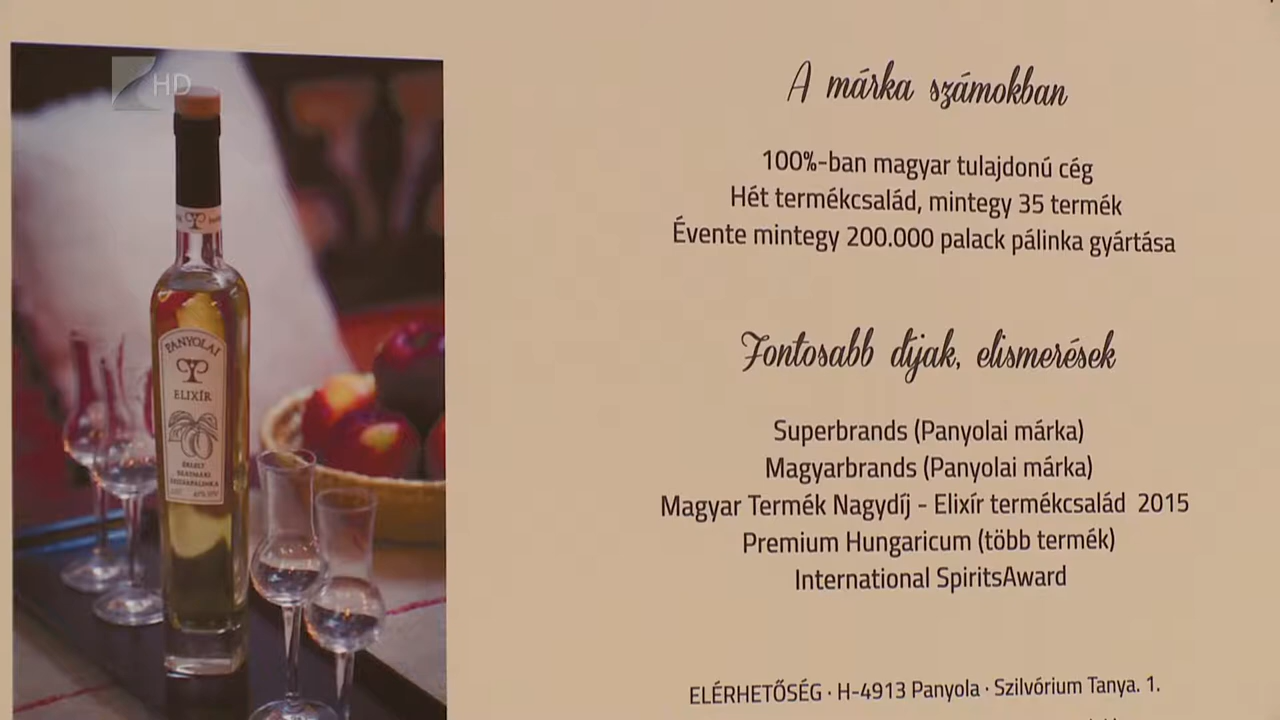 HD
A márka számokban
100%-ban magyar tulajdonú cég
Hét termékcsalád, mintegy 35 termék
Évente mintegy 200.000 palack pálinka gyártása
Fontosabb díjak, elismerések
Superbrands (Panyolai márka)
Magyarbrands (Panyolai márka)
Magyar Termék Nagydíj - Elixír termékcsalád 2015
Premium Hungaricum (több termék)
International SpiritsAward
ELÉRHETŐSÉG · H-4913 Panyola · Szilvórium Tanya. 1.
PANYOLAI
ELIXÍR
ÉRLELT
SZATMÁRI